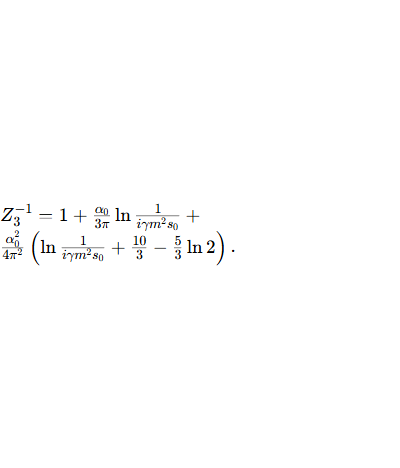 $Z_3^{-1} = 1 + \frac{\alpha_0}{3\pi} \ln \frac{1}{i\gamma m^2 s_0} +$
$\frac{\alpha_0^2}{4\pi^2} \left( \ln \frac{1}{i\gamma m^2 s_0} + \frac{10}{3} - \frac{5}{3} \ln 2 \right).$